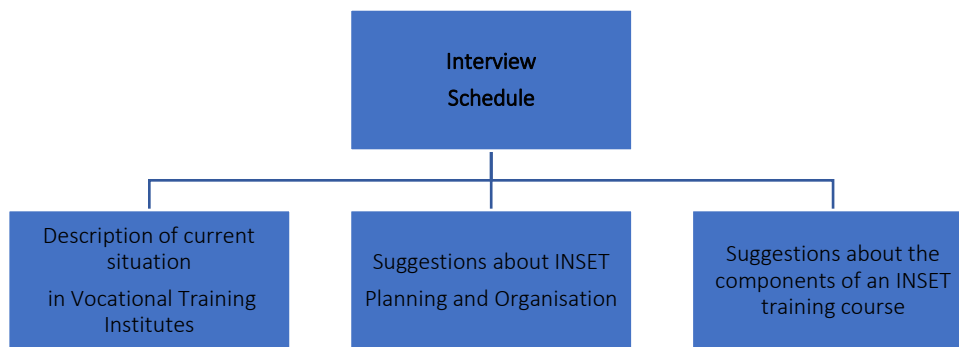 Interview
Schedule
Description of current
situation
in Vocational Training
Institutes
Suggestions about INSET
Planning and Organisation
Suggestions about the
components of an INSET
training course